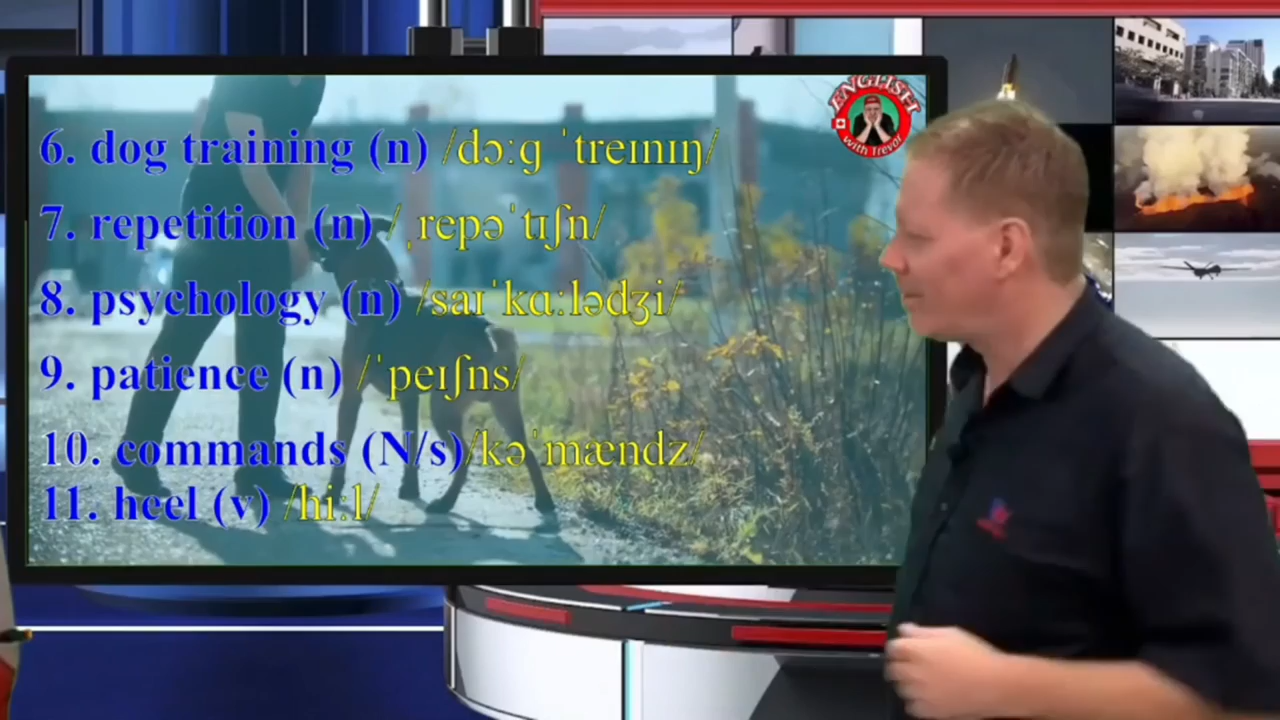 ENGLISH
With Trevor
6. dog training (n) /dɔːɡ ˈtreɪnɪŋ/
7. repetition (n) /ˌrepəˈtɪʃn/
8. psychology (n) /saɪˈkɑːlədʒi/
9. patience (n) /ˈpeɪʃns/
10. commands (N/s)/kəˈmændz/
11. heel (v) /hiːl/